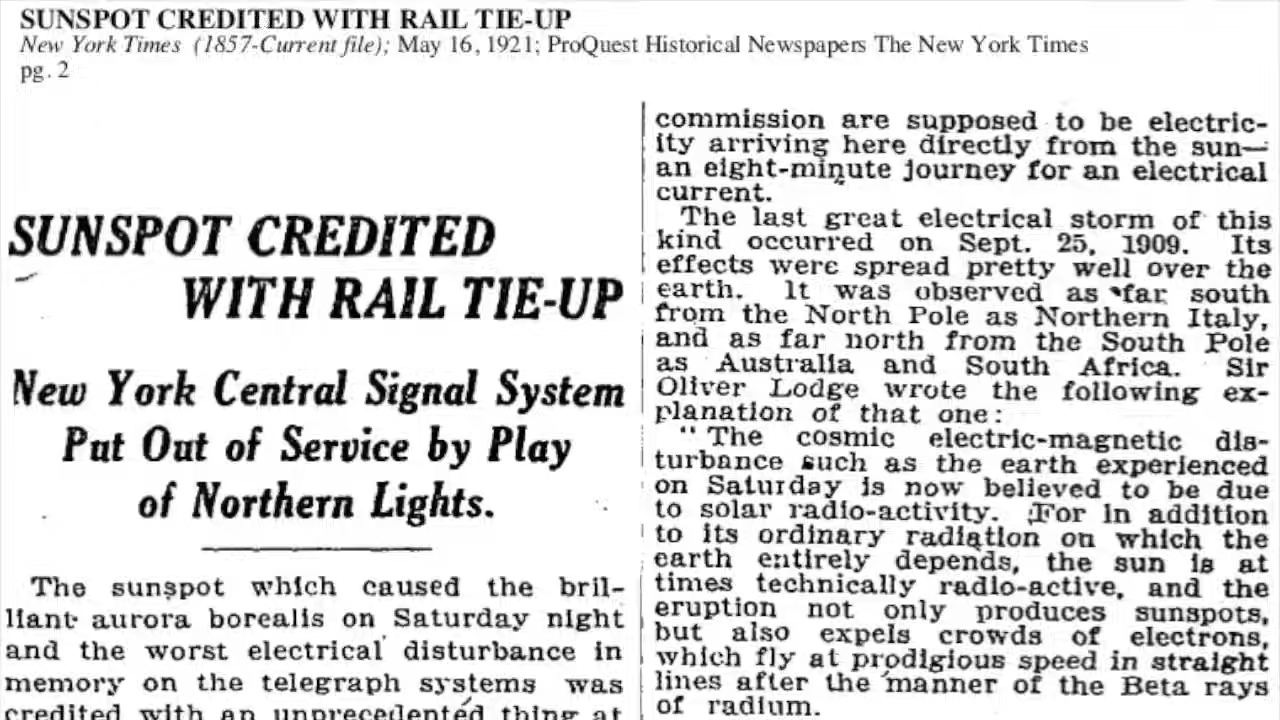 SUNSPOT CREDITED WITH RAIL TIE-UP
New York Times (1857-Current file); May 16, 1921; ProQuest Historical Newspapers The New York Times
pg. 2
SUNSPOT CREDITED
WITH RAIL TIE-UP
New York Central Signal System
Put Out of Service by Play
of Northern Lights.
The sunspot which caused the bril-
liant aurora borealis on Saturday night
and the worst electrical disturbance in
memory on the telegraph systems was
credited with an unprecedented thing at
commission are supposed to be electric-
ity arriving here directly from the sun—
an eight-minute journey for an electrical
current.
The last great electrical storm of this
kind occurred on Sept. 25, 1909. Its
effects were spread pretty well over the
earth. It was observed as far south
from the North Pole as Northern Italy,
and as far north from the South Pole
as Australia and South Africa. Sir
Oliver Lodge wrote the following ex-
planation of that one:
"The cosmic electric-magnetic dis-
turbance such as the earth experienced
on Saturday is now believed to be due
to solar radio-activity. For in addition
to its ordinary radiation on which the
earth entirely depends, the sun is at
times technically radio-active, and the
eruption not only produces sunspots,
but also expels crowds of electrons,
which fly at prodigious speed in straight
lines after the manner of the Beta rays
of radium.